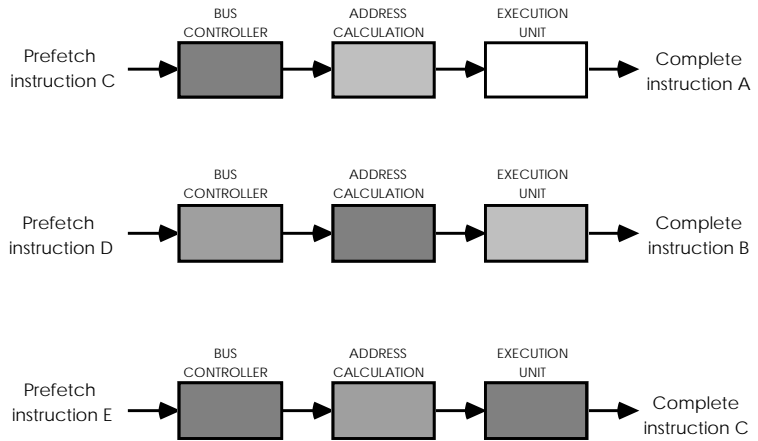 BUS
CONTROLLER
ADDRESS
CALCULATION
EXECUTION
UNIT
Prefetch
instruction C
Complete
instruction A
BUS
CONTROLLER
ADDRESS
CALCULATION
EXECUTION
UNIT
Prefetch
instruction D
Complete
instruction B
BUS
CONTROLLER
ADDRESS
CALCULATION
EXECUTION
UNIT
Prefetch
instruction E
Complete
instruction C